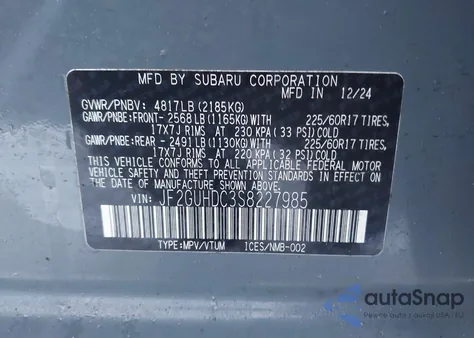 MFD BY SUBARU CORPORATION
MFD IN 12/24
GVWR/PNBV: 4817LB(2185KG)
GAWR/PNBE:FRONT- 2568LB(1165KG)WITH 225/60R17 TIRES,
17X7J RIMS AT 230 KPA(33 PSI)COLD
GAWR/PNBE:REAR - 2491LB(1130KG)WITH 225/60R17 TIRES,
17X7J RIMS AT 220 KPA(32 PSI)COLD
THIS VEHICLE CONFORMS TO ALL APPLICABLE FEDERAL MOTOR
VEHICLE SAFETY, BUMPER, AND THEFT PREVENTION STANDARDS
IN EFFECT ON THE DATE OF MANUFACTURE SHOWN ABOVE.
VIN: JF2GUHDC3S8227985
TYPE:MPV/VTUM ICES/NMB-002
autoSnap